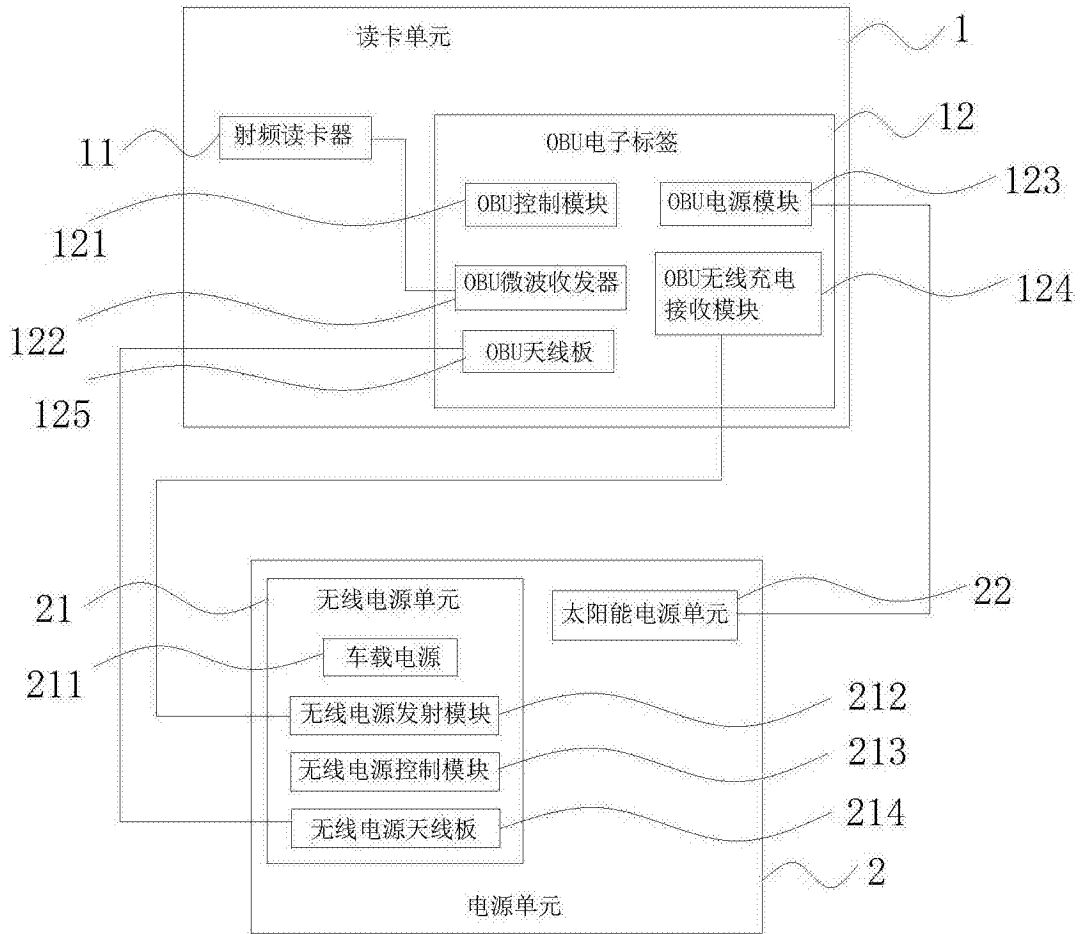 读卡单元
1
射频读卡器
11
OBU电子标签
12
OBU控制模块
121
OBU电源模块
123
OBU微波收发器
122
OBU无线充电
接收模块
124
OBU天线板
125
无线电源单元
21
太阳能电源单元
22
车载电源
211
无线电源发射模块
212
无线电源控制模块
213
无线电源天线板
214
电源单元
2